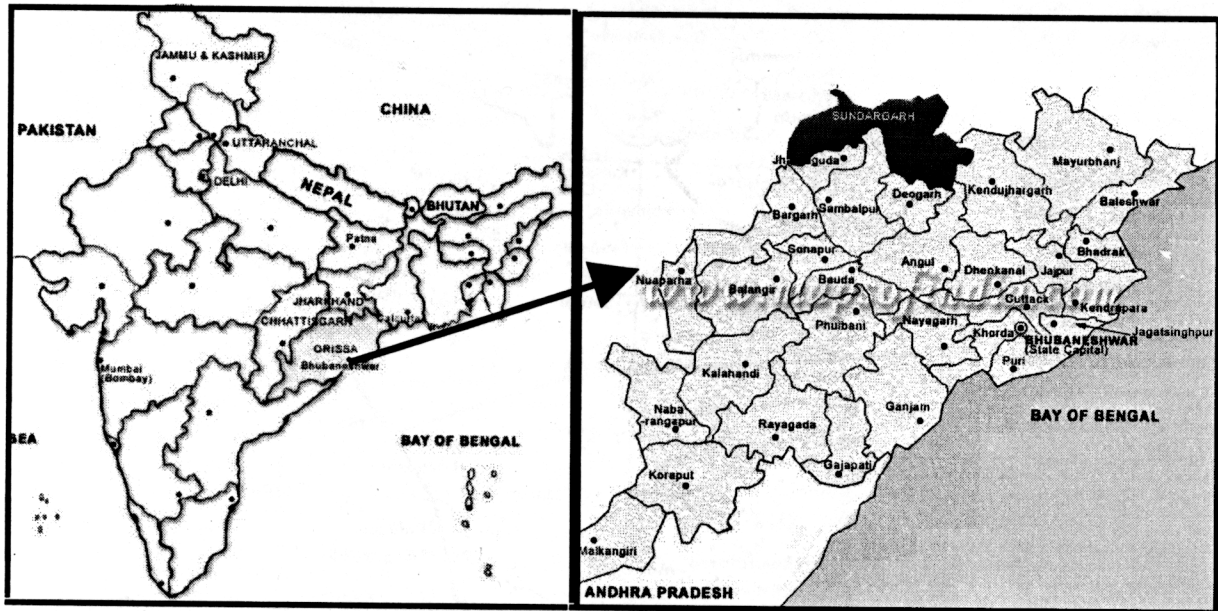 JAMMU & KASHMIR
CHINA
PAKISTAN
UTTARANCHAL
DELHI
NEPAL
BHUTAN
Patna
JHARKHAND
CHHATTISGARH
ORISSA
Bhubaneshwar
Mumbai
(Bombay)
SEA
BAY OF BENGAL
SUNDARGARH
Mayurbhanj
Kendujhargarh
Deogarh
Baleshwar
Bargarh
Sambalpur
Sonapur
Bhadrak
Angul
Dhenkanal
Jajpur
Nuaparha
Balangir
Bauda
Cuttack
Kendrapara
Phulbani
Nayagarh
Khorda
BHUBANESHWAR
(State Capital)
Jagatsinghpur
Puri
Kalahandi
Naba
-rangapur
Rayagada
Ganjam
BAY OF BENGAL
Gajapati
Koraput
Malkangiri
ANDHRA PRADESH